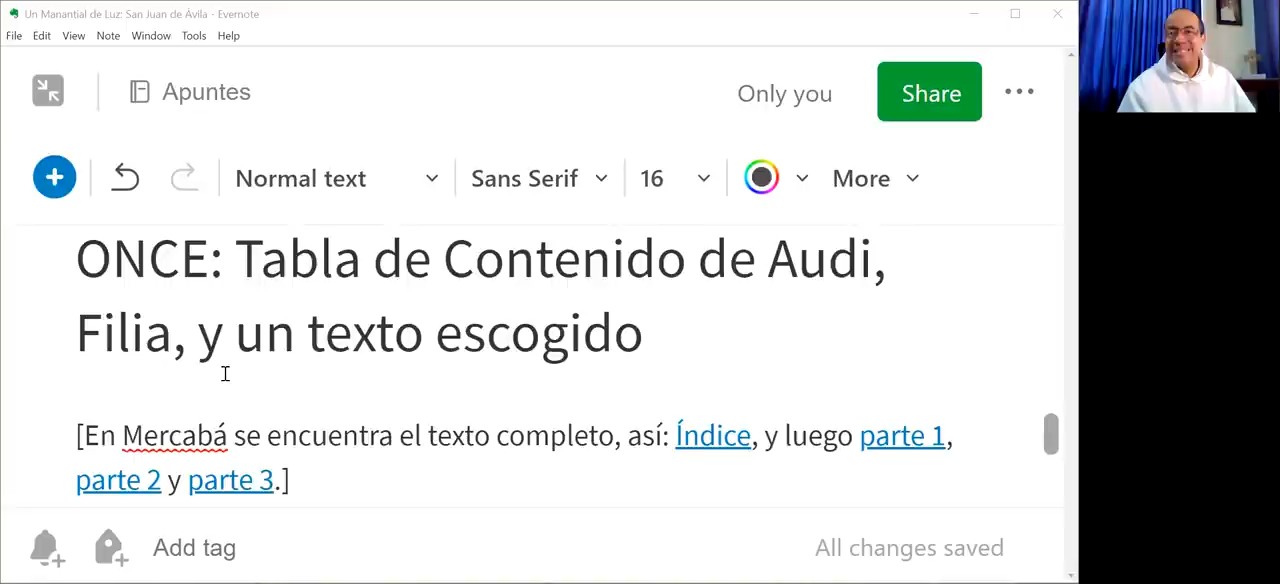 Un Manantial de Luz: San Juan de Ávila - Evernote
File Edit View Note Window Tools Help
Apuntes
Only you
Share
Normal text
Sans Serif
16
More
ONCE: Tabla de Contenido de Audi,
Filia, y un texto escogido
[En Mercabá se encuentra el texto completo, así: Índice, y luego parte 1,
parte 2 y parte 3.]
Add tag
All changes saved